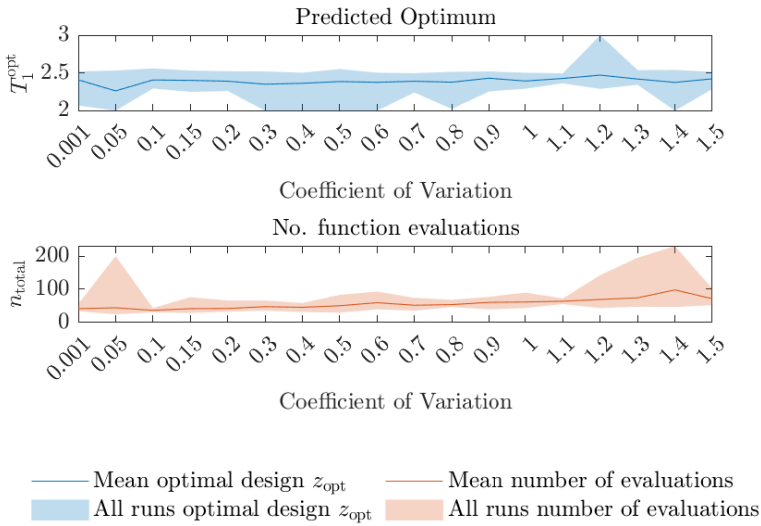 Predicted Optimum
T₁ᵒᵖᵗ
3
2.5
2
0.001 0.05 0.1 0.15 0.2 0.3 0.4 0.5 0.6 0.7 0.8 0.9 1 1.1 1.2 1.3 1.4 1.5
Coefficient of Variation
No. function evaluations
n_total
200
100
0
0.001 0.05 0.1 0.15 0.2 0.3 0.4 0.5 0.6 0.7 0.8 0.9 1 1.1 1.2 1.3 1.4 1.5
Coefficient of Variation
Mean optimal design z_opt Mean number of evaluations
All runs optimal design z_opt All runs number of evaluations